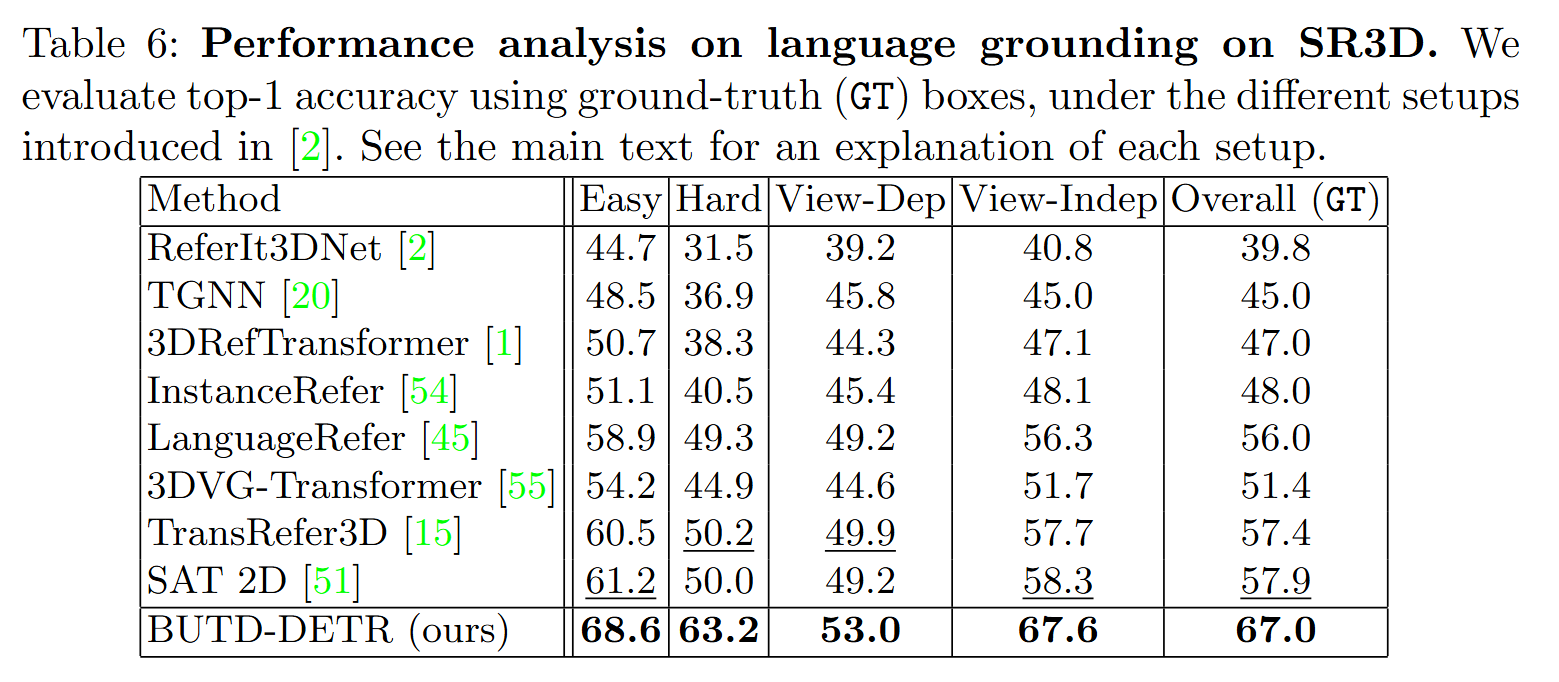 Table 6: Performance analysis on language grounding on SR3D. We
evaluate top-1 accuracy using ground-truth (GT) boxes, under the different setups
introduced in [2]. See the main text for an explanation of each setup.
Method Easy Hard View-Dep View-Indep Overall (GT)
ReferIt3DNet [2] 44.7 31.5 39.2 40.8 39.8
TGNN [20] 48.5 36.9 45.8 45.0 45.0
3DRefTransformer [1] 50.7 38.3 44.3 47.1 47.0
InstanceRefer [54] 51.1 40.5 45.4 48.1 48.0
LanguageRefer [45] 58.9 49.3 49.2 56.3 56.0
3DVG-Transformer [55] 54.2 44.9 44.6 51.7 51.4
TransRefer3D [15] 60.5 50.2 49.9 57.7 57.4
SAT 2D [51] 61.2 50.0 49.2 58.3 57.9
BUTD-DETR (ours) 68.6 63.2 53.0 67.6 67.0